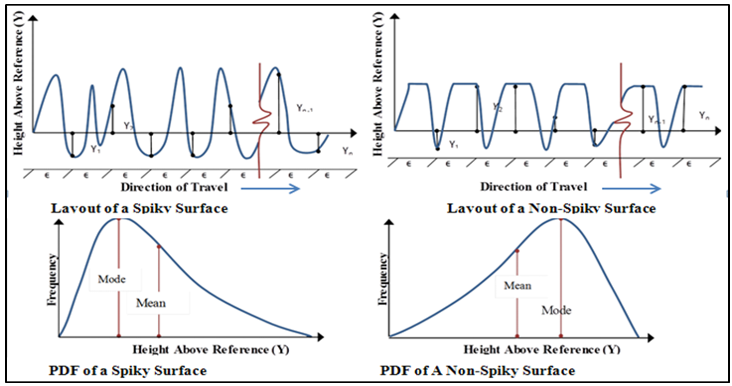 Height Above Reference (Y)
Y1
Y2
Yn-1
Yn
ϵ ϵ ϵ ϵ ϵ ϵ ϵ
Direction of Travel
Layout of a Spiky Surface
Height Above Reference (Y)
Y1
Y2
Yn-1
Yn
ϵ ϵ ϵ ϵ ϵ ϵ ϵ
Direction of Travel
Layout of a Non-Spiky Surface
Frequency
Mode
Mean
Height Above Reference (Y)
PDF of a Spiky Surface
Frequency
Mean
Mode
Height Above Reference (Y)
PDF of A Non-Spiky Surface